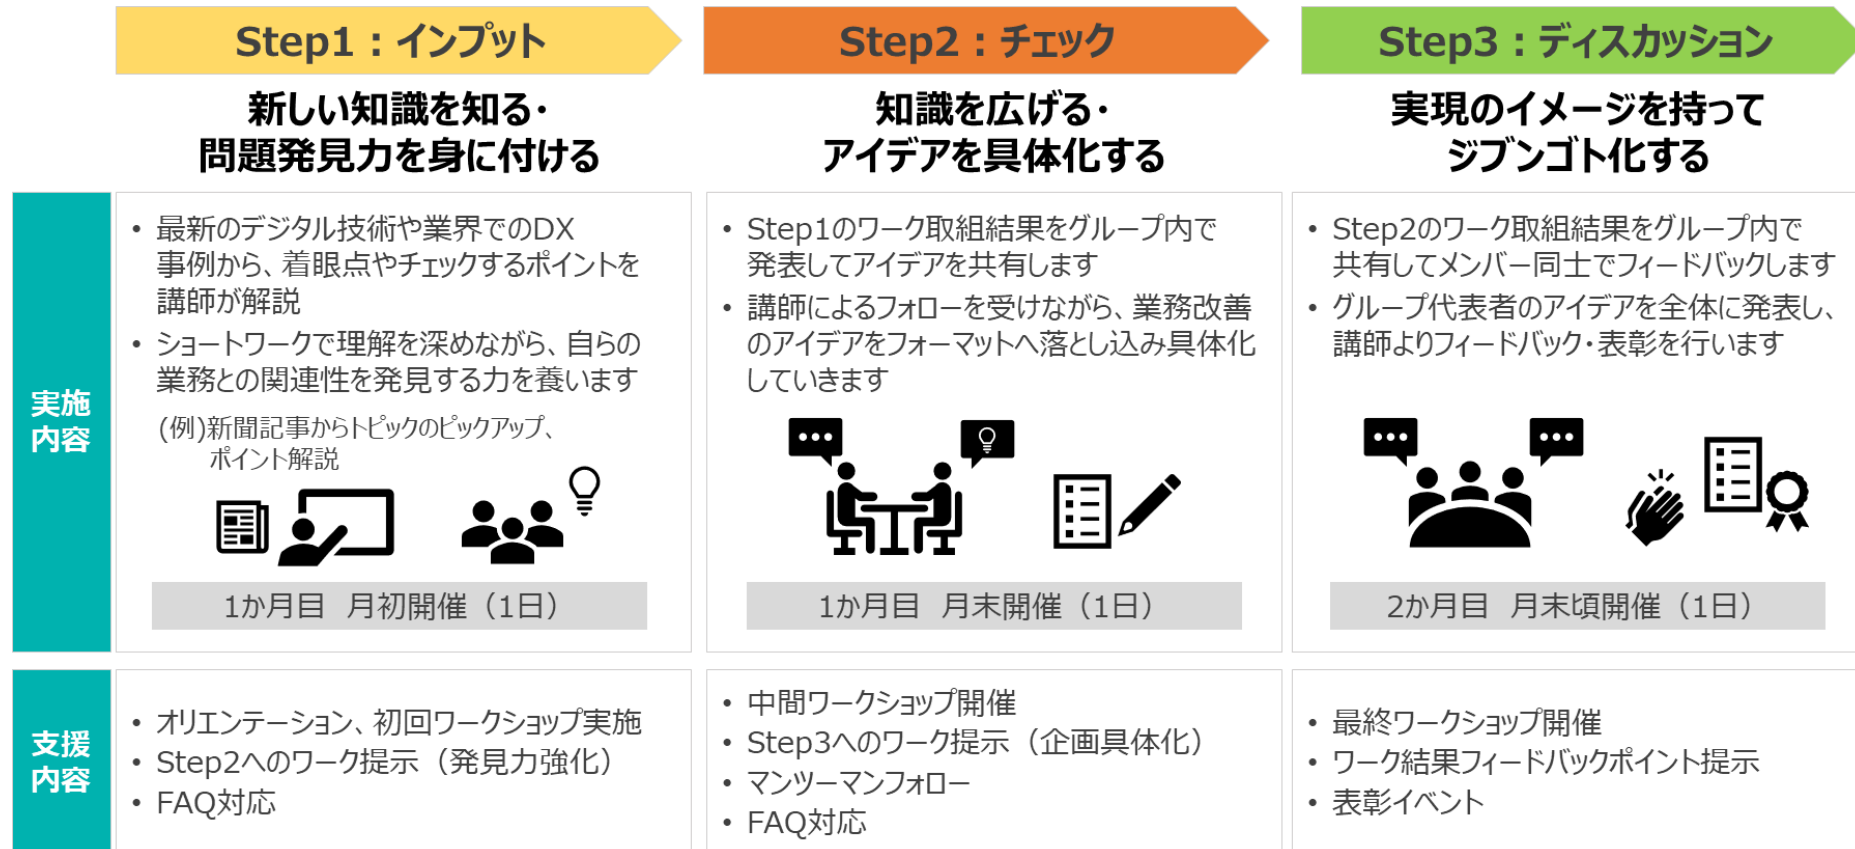 Step1：インプット
新しい知識を知る・
問題発見力を身に付ける
Step2：チェック
知識を広げる・
アイデアを具体化する
Step3：ディスカッション
実現のイメージを持って
ジブンゴト化する
実施
内容
• 最新のデジタル技術や業界でのDX
事例から、着眼点やチェックするポイントを
講師が解説
• ショートワークで理解を深めながら、自らの
業務との関連性を発見する力を養います
(例)新聞記事からトピックのピックアップ、
ポイント解説
1か月目 月初開催（1日）
• Step1のワーク取組結果をグループ内で
発表してアイデアを共有します
• 講師によるフォローを受けながら、業務改善
のアイデアをフォーマットへ落とし込み具体化
していきます
1か月目 月末開催（1日）
• Step2のワーク取組結果をグループ内で
共有してメンバー同士でフィードバックします
• グループ代表者のアイデアを全体に発表し、
講師よりフィードバック・表彰を行います
2か月目 月末頃開催（1日）
支援
内容
• オリエンテーション、初回ワークショップ実施
• Step2へのワーク提示（発見力強化）
• FAQ対応
• 中間ワークショップ開催
• Step3へのワーク提示（企画具体化）
• マンツーマンフォロー
• FAQ対応
• 最終ワークショップ開催
• ワーク結果フィードバックポイント提示
• 表彰イベント